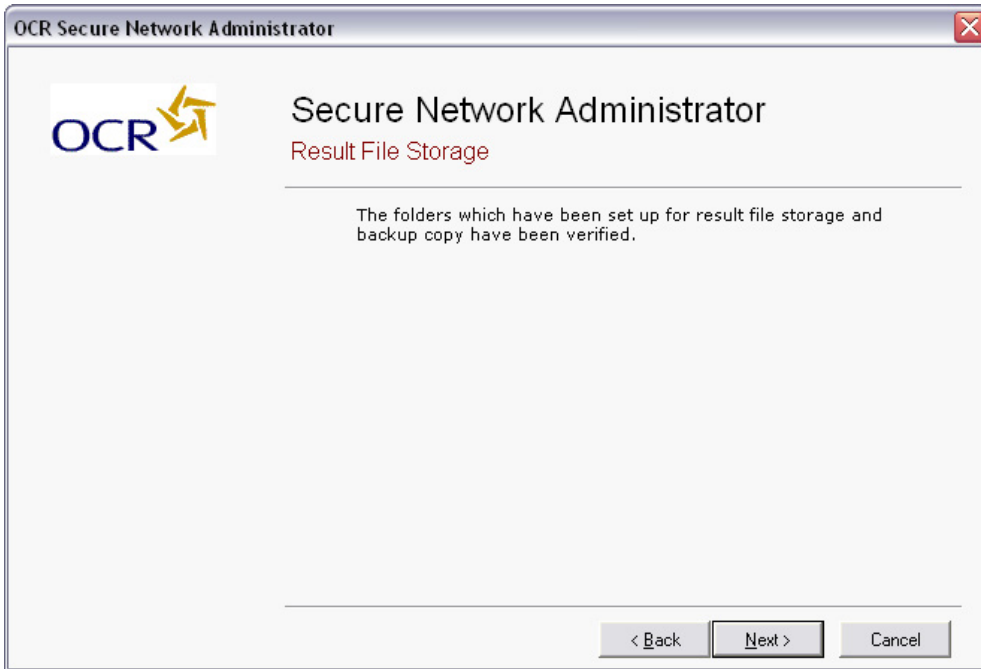 OCR Secure Network Administrator
OCR
Secure Network Administrator
Result File Storage
The folders which have been set up for result file storage and
backup copy have been verified.
< Back Next > Cancel